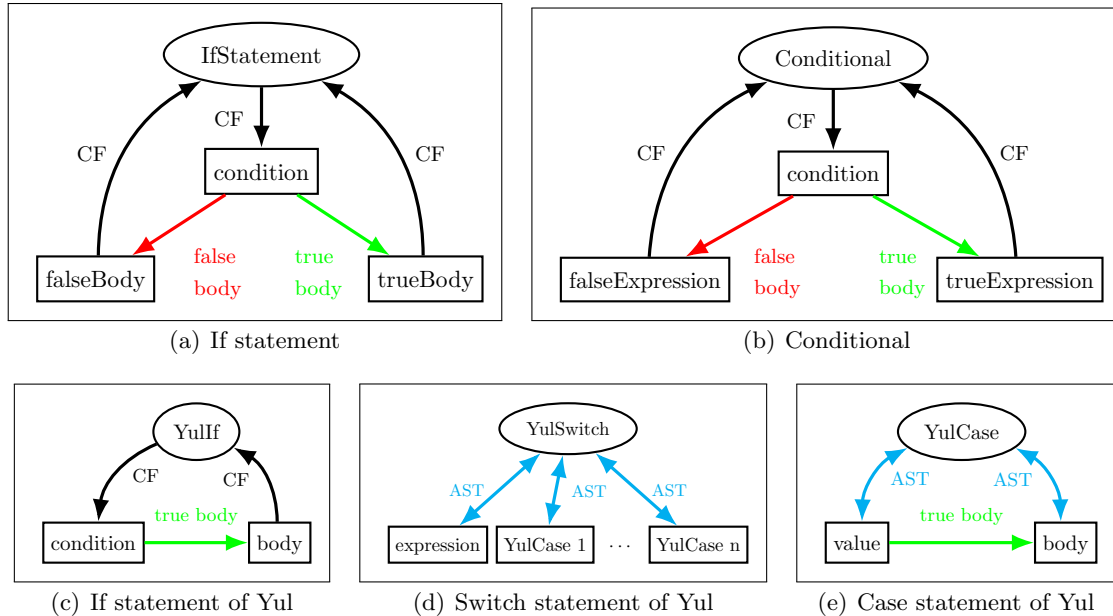 IfStatement
CF
CF
CF
condition
false
body
true
body
falseBody
trueBody
(a) If statement
Conditional
CF
CF
CF
condition
false
body
true
body
falseExpression
trueExpression
(b) Conditional
YulIf
CF
CF
true body
condition
body
(c) If statement of Yul
YulSwitch
AST
AST
AST
expression
YulCase 1
...
YulCase n
(d) Switch statement of Yul
YulCase
AST
AST
true body
value
body
(e) Case statement of Yul